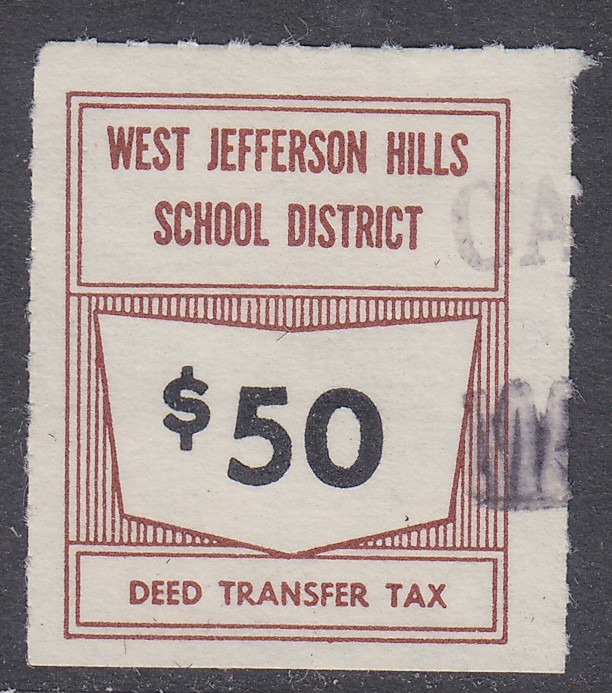 WEST JEFFERSON HILLS
SCHOOL DISTRICT
$50
DEED TRANSFER TAX